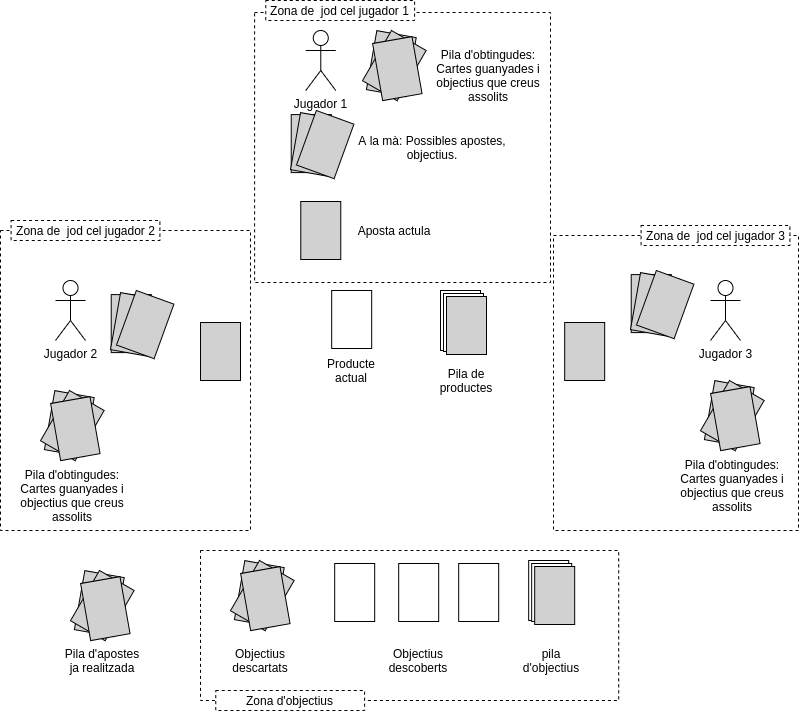 Zona de  jod cel jugador 1
Jugador 1
Pila d'obtingudes:
Cartes guanyades i
objectius que creus
assolits
A la mà: Possibles apostes,
objectius.
Aposta actula
Zona de  jod cel jugador 2
Jugador 2
Pila d'obtingudes:
Cartes guanyades i
objectius que creus
assolits
Producte
actual
Pila de
productes
Zona de  jod cel jugador 3
Jugador 3
Pila d'obtingudes:
Cartes guanyades i
objectius que creus
assolits
Pila d'apostes
ja realitzada
Objectius
descartats
Objectius
descoberts
pila
d'objectius
Zona d'objectius